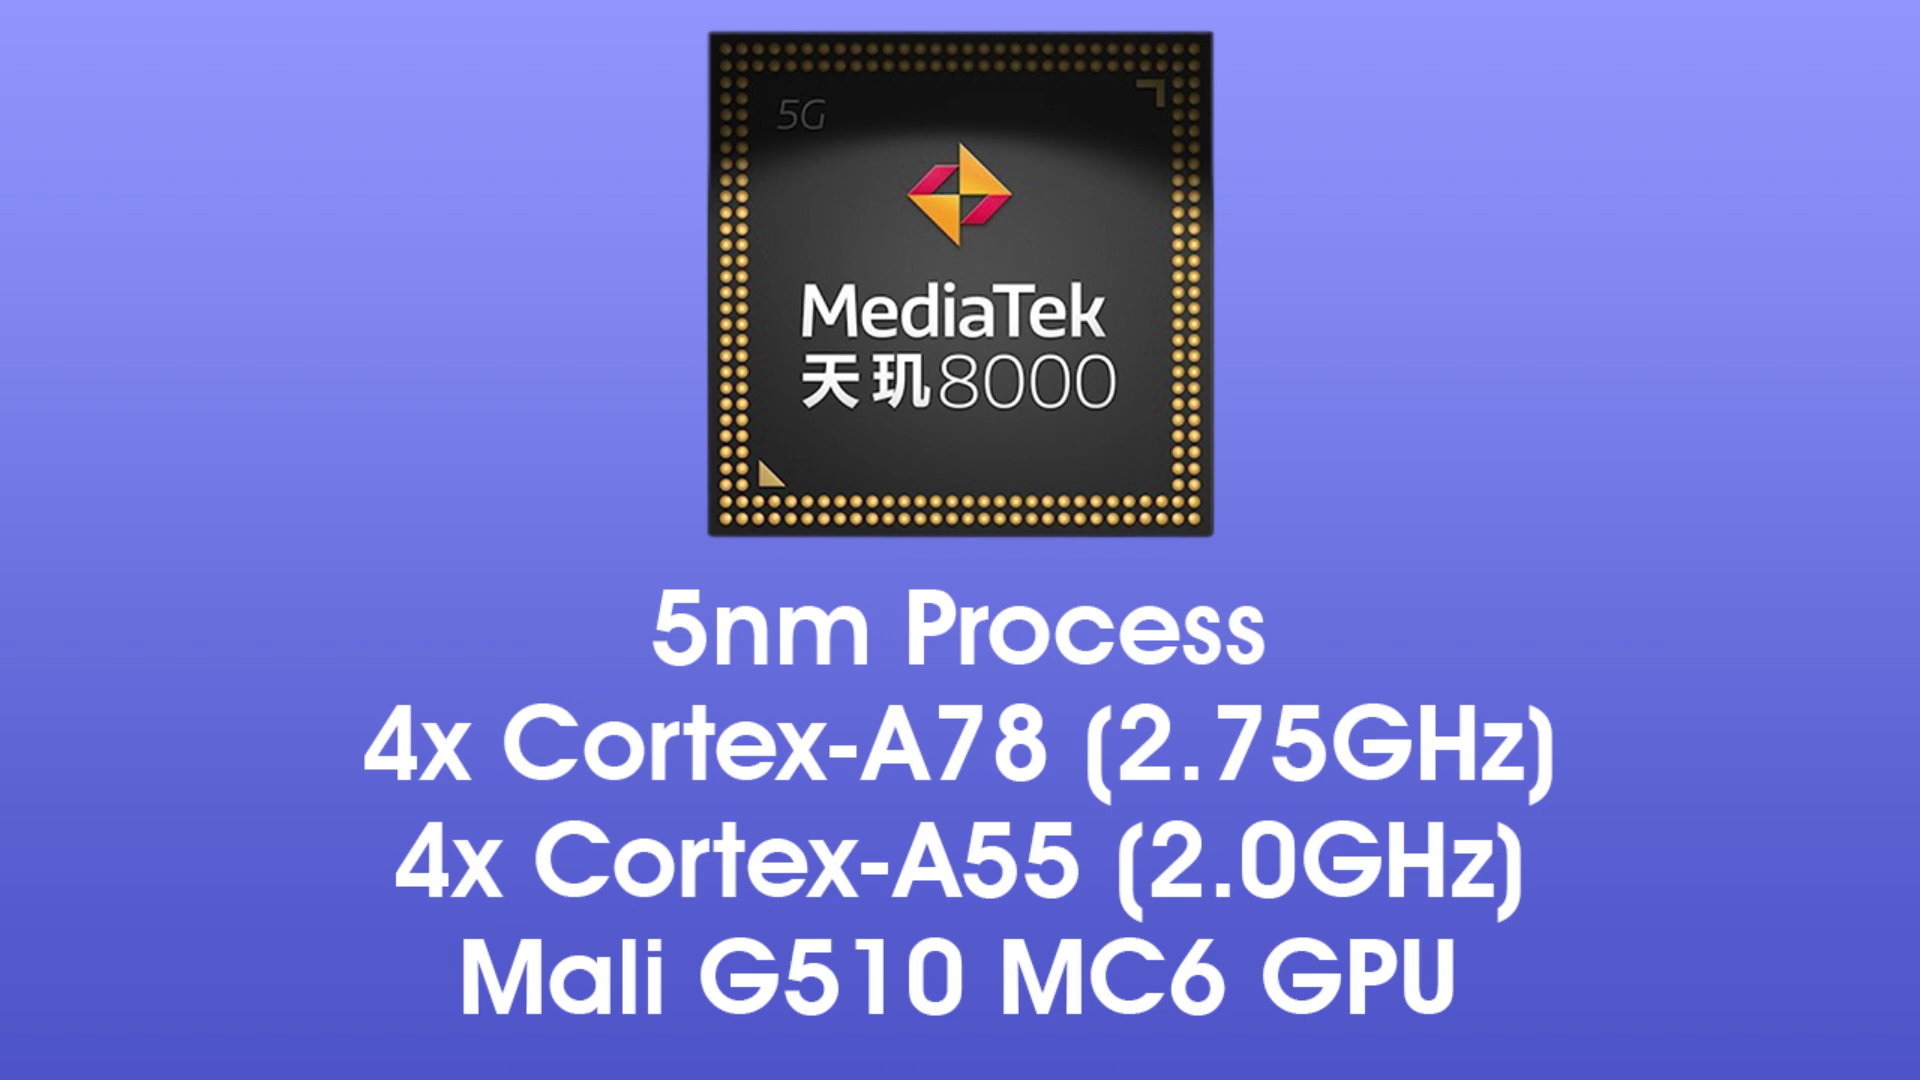 5G
MediaTek
天玑8000
5nm Process
4x Cortex-A78 (2.75GHz)
4x Cortex-A55 (2.0GHz)
Mali G510 MC6 GPU